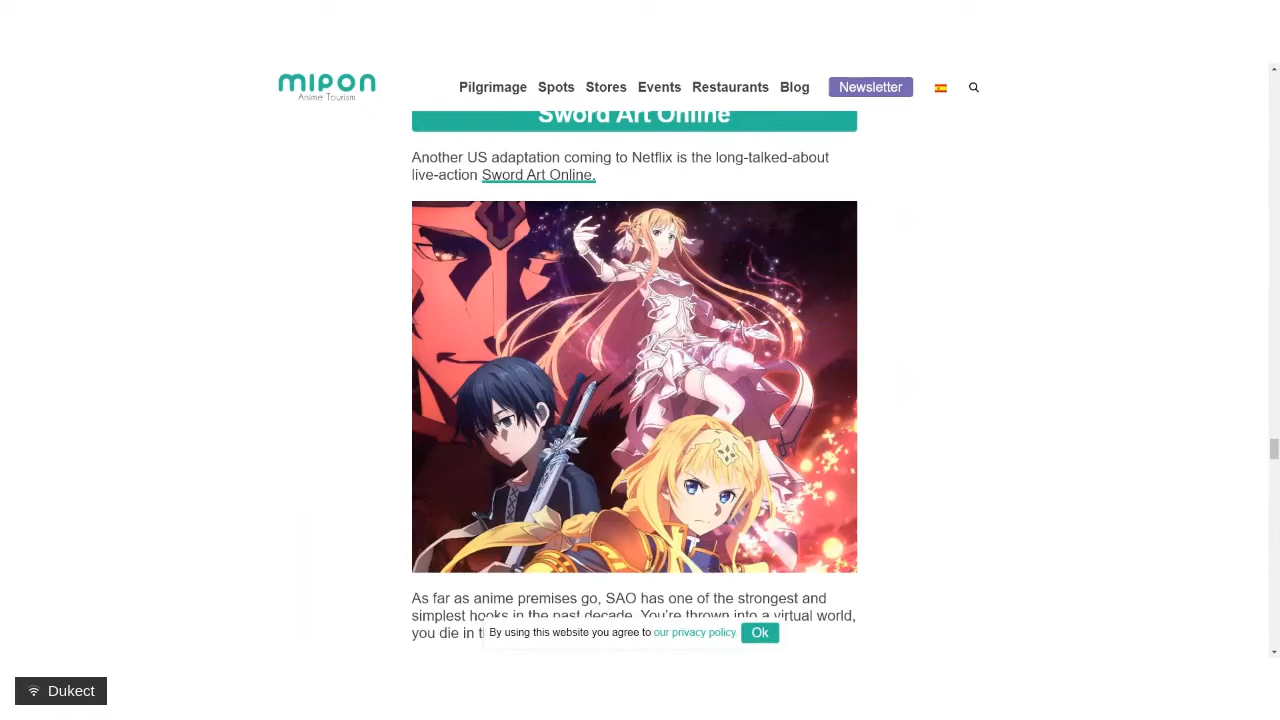 mipon
Anime Tourism
Pilgrimage Spots Stores Events Restaurants Blog Newsletter
Sword Art Online
Another US adaptation coming to Netflix is the long-talked-about
live-action Sword Art Online.
As far as anime premises go, SAO has one of the strongest and
simplest hooks in the past decade. You're thrown into a virtual world,
you die in t
By using this website you agree to our privacy policy. Ok
Dukect